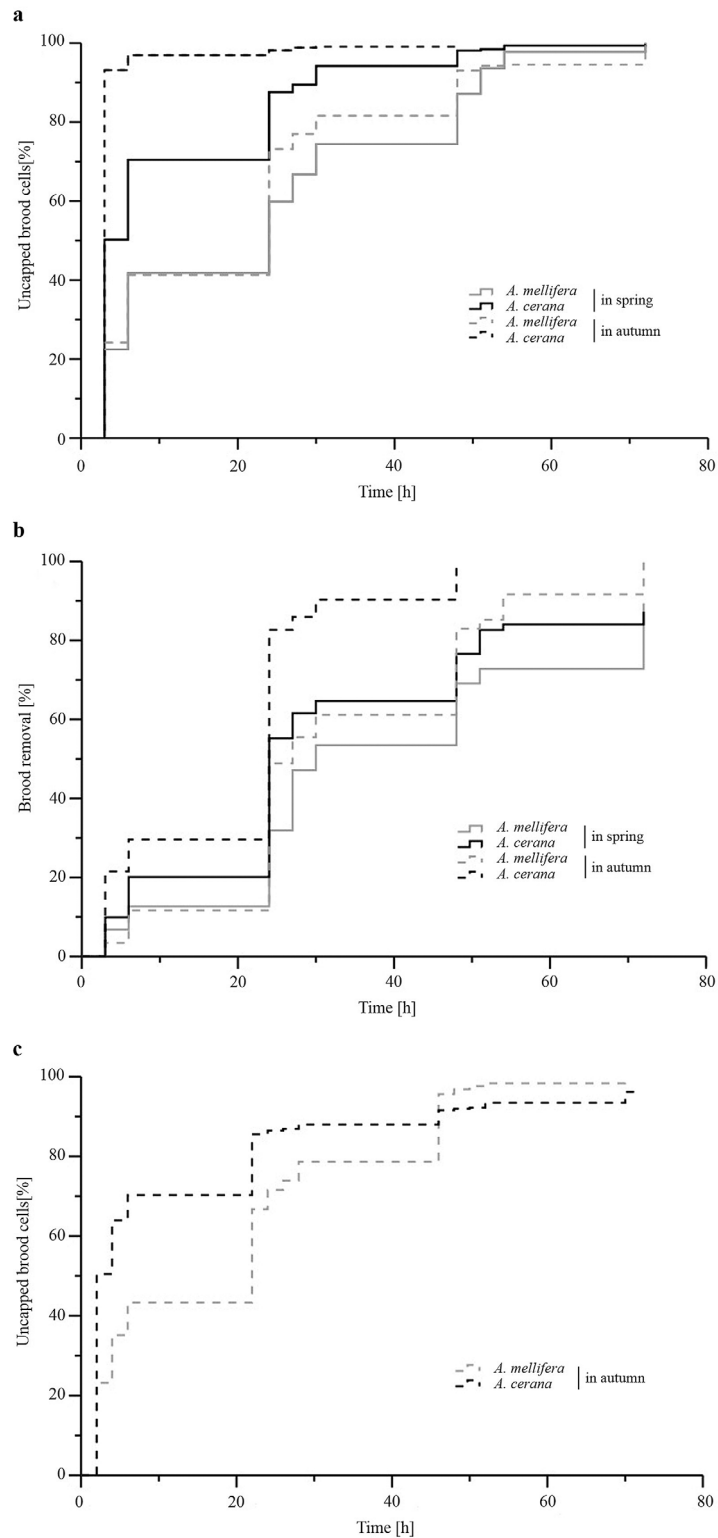 a
100
80
60
40
20
0
Uncapped brood cells[%]
A. mellifera
A. cerana
in spring
A. mellifera
A. cerana
in autumn
0 20 40 60 80
Time [h]
b
100
80
60
40
20
0
Brood removal [%]
A. mellifera
A. cerana
in spring
A. mellifera
A. cerana
in autumn
0 20 40 60 80
Time [h]
c
100
80
60
40
20
0
Uncapped brood cells[%]
A. mellifera
A. cerana
in autumn
0 20 40 60 80
Time [h]